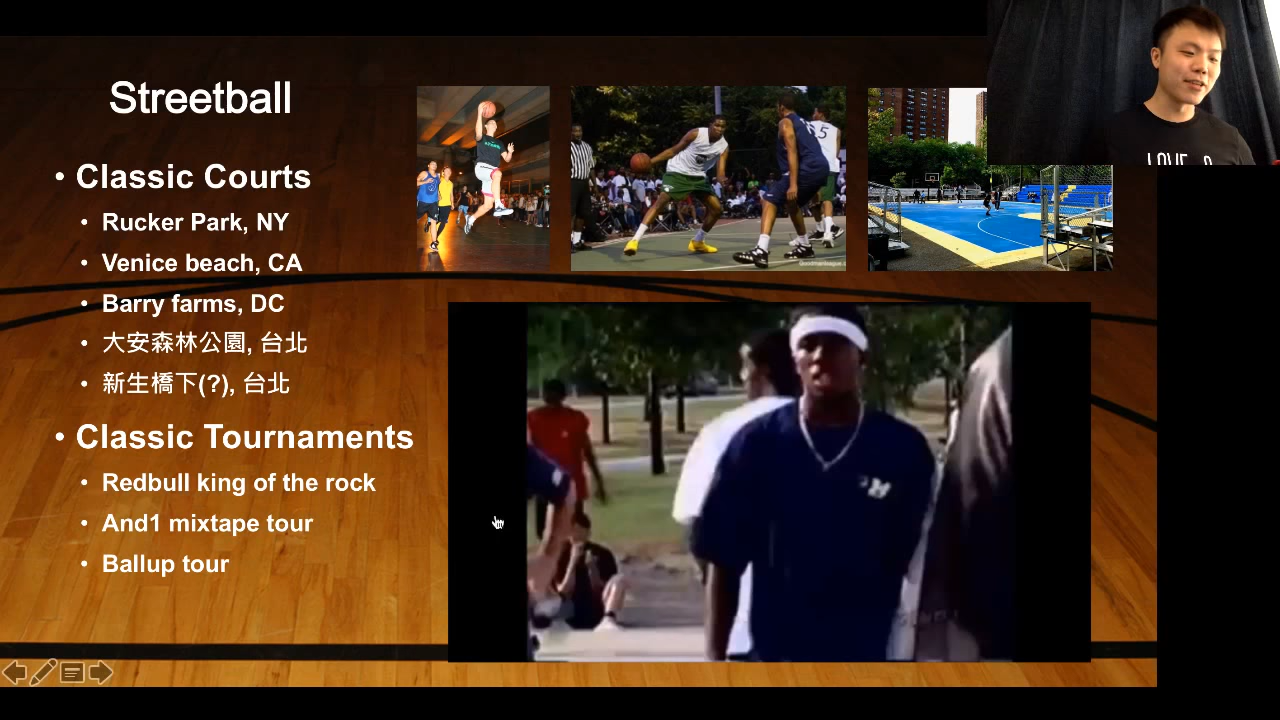 Streetball
• Classic Courts
• Rucker Park, NY
• Venice beach, CA
• Barry farms, DC
• 大安森林公園, 台北
• 新生橋下(?), 台北
• Classic Tournaments
• Redbull king of the rock
• And1 mixtape tour
• Ballup tour